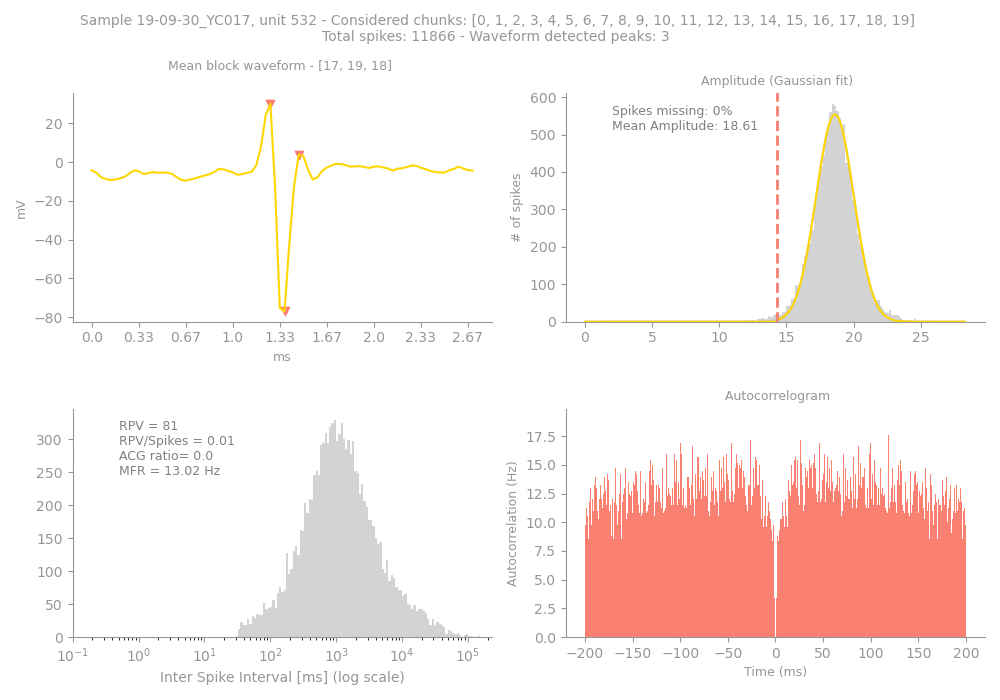 Sample 19-09-30_YC017, unit 532 - Considered chunks: [0, 1, 2, 3, 4, 5, 6, 7, 8, 9, 10, 11, 12, 13, 14, 15, 16, 17, 18, 19]
Total spikes: 11866 - Waveform detected peaks: 3
Mean block waveform - [17, 19, 18]
20
0
−20
−40
−60
−80
mV
0.0 0.33 0.67 1.0 1.33 1.67 2.0 2.33 2.67
ms
Amplitude (Gaussian fit)
Spikes missing: 0%
Mean Amplitude: 18.61
600
500
400
300
200
100
0
# of spikes
0 5 10 15 20 25
RPV = 81
RPV/Spikes = 0.01
ACG ratio= 0.0
MFR = 13.02 Hz
300
250
200
150
100
50
0
10⁻¹ 10⁰ 10¹ 10² 10³ 10⁴ 10⁵
Inter Spike Interval [ms] (log scale)
Autocorrelogram
17.5
15.0
12.5
10.0
7.5
5.0
2.5
0.0
Autocorrelation (Hz)
−200 −150 −100 −50 0 50 100 150 200
Time (ms)